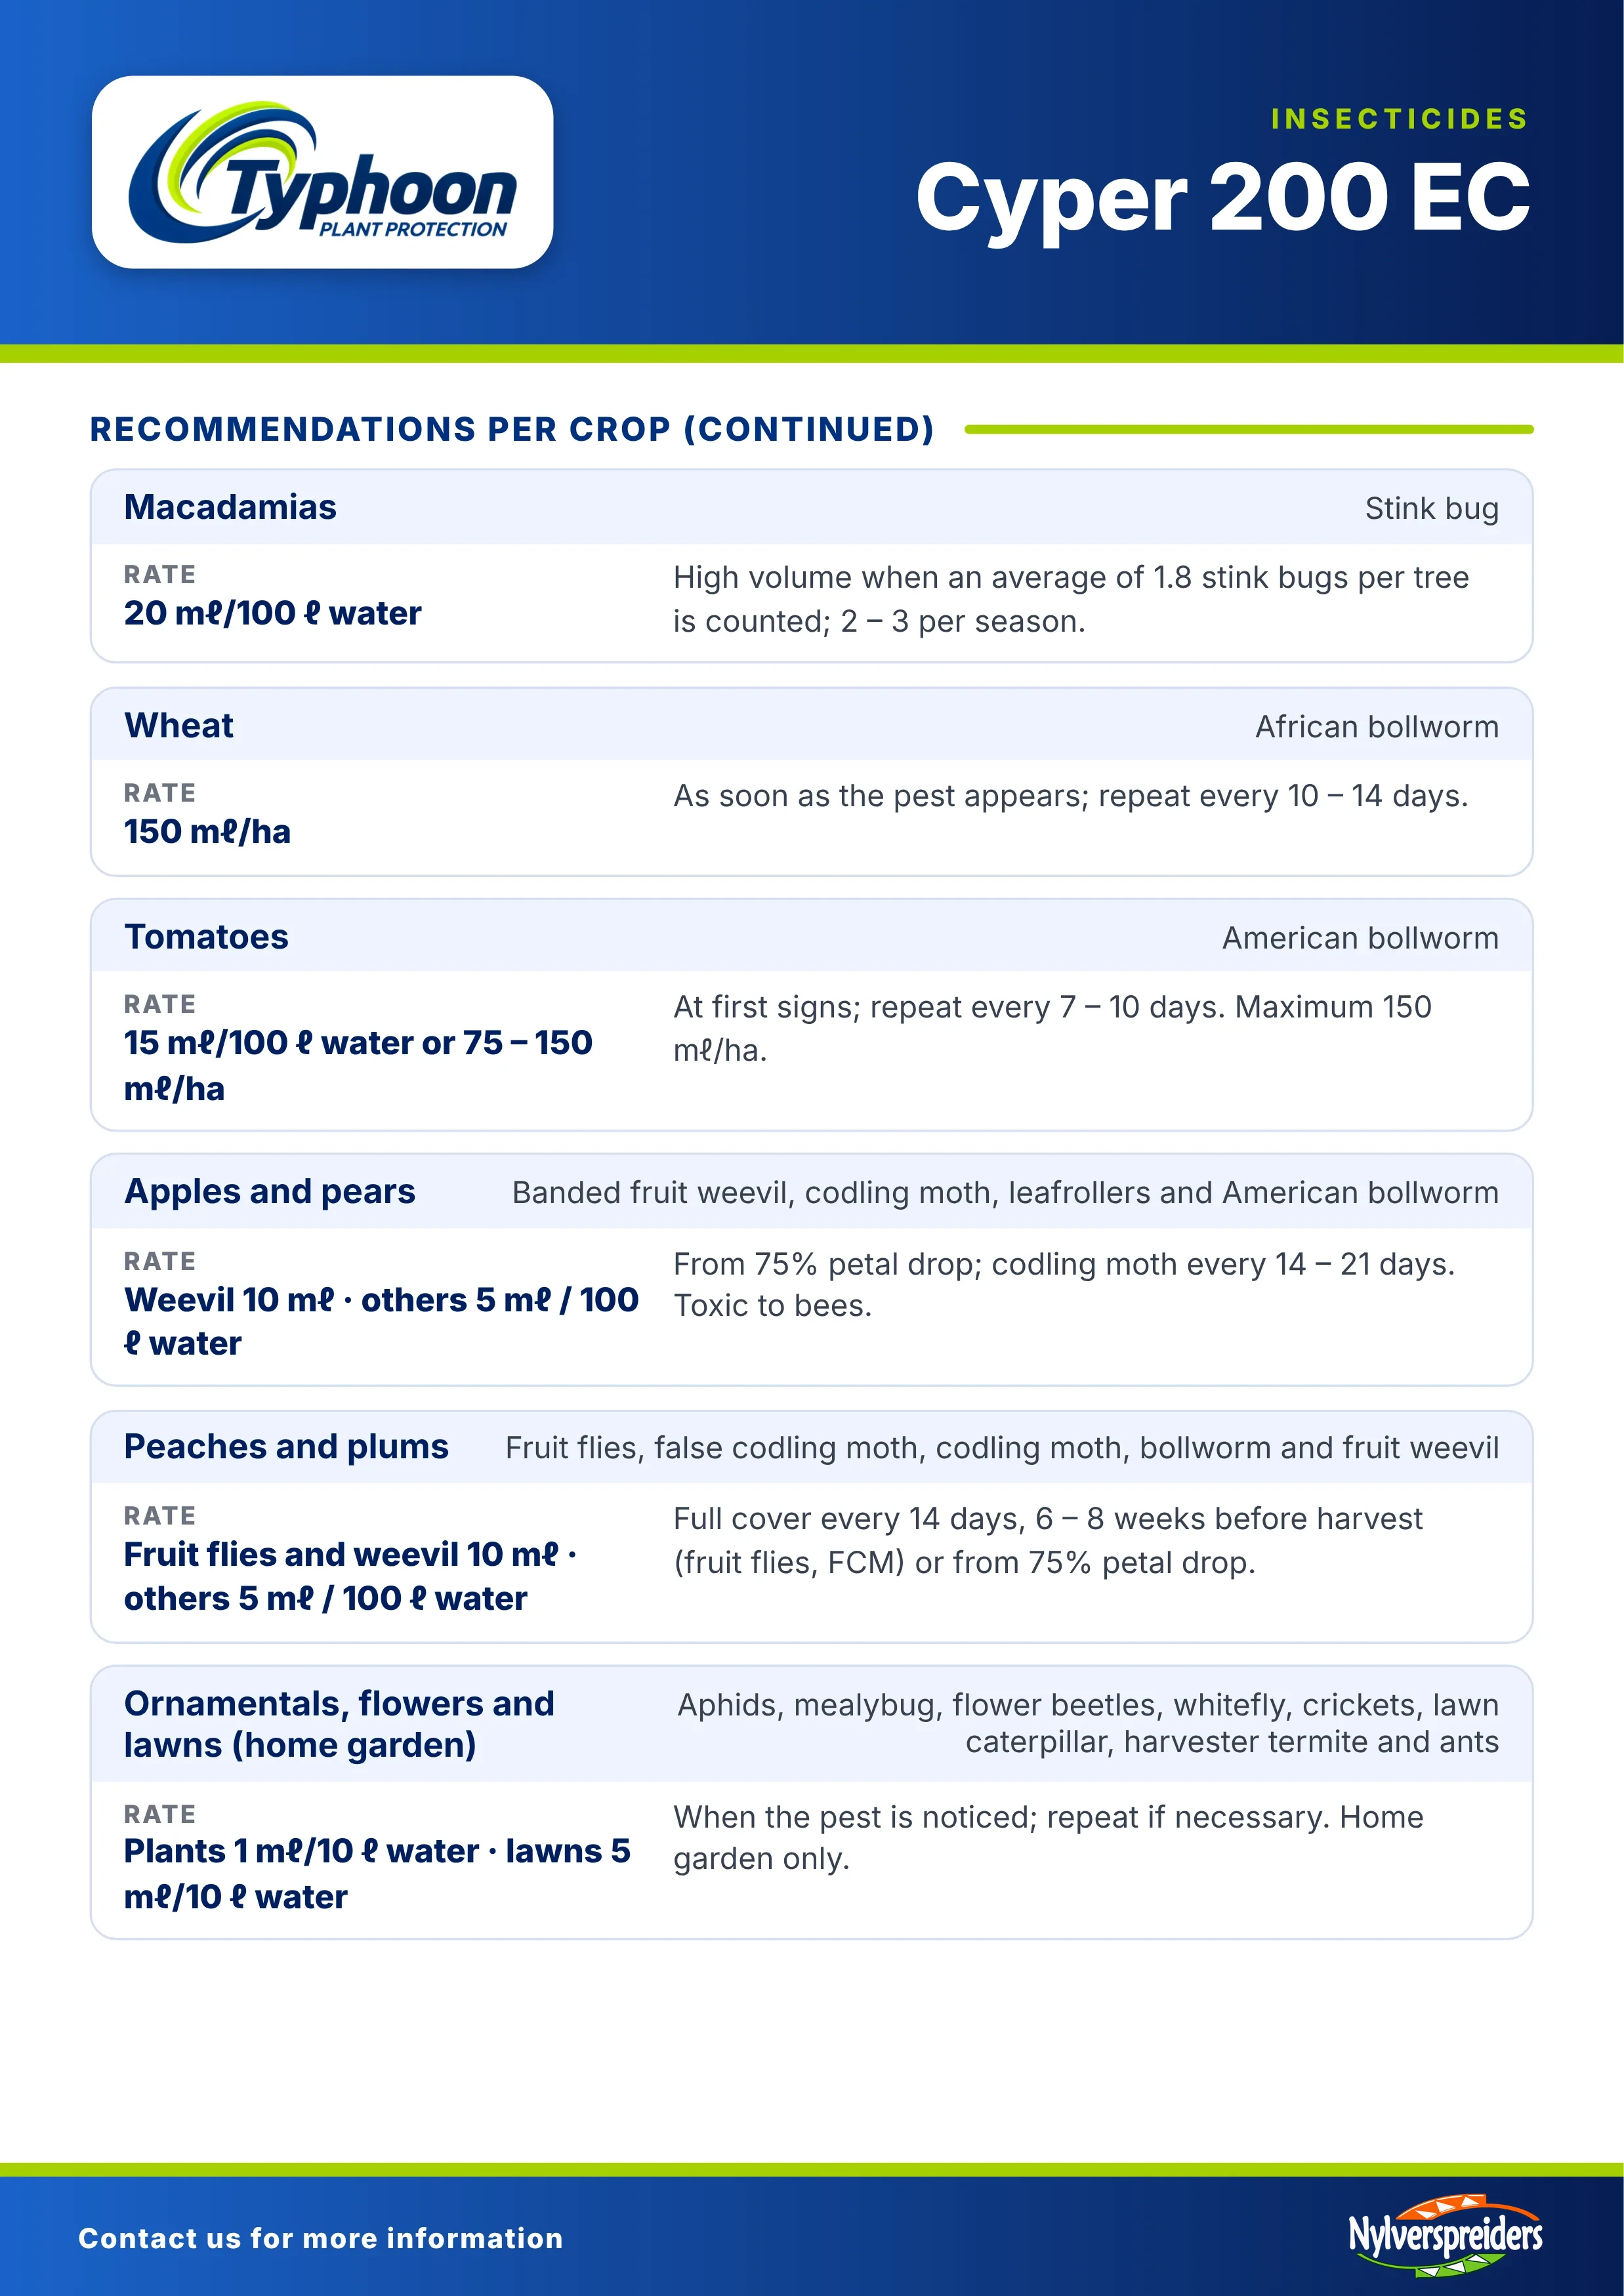 Typhoon
PLANT PROTECTION
INSECTICIDES
Cyper 200 EC
RECOMMENDATIONS PER CROP (CONTINUED)
Macadamias
Stink bug
RATE
20 mℓ/100 ℓ water
High volume when an average of 1.8 stink bugs per tree
is counted; 2 – 3 per season.
Wheat
African bollworm
RATE
150 mℓ/ha
As soon as the pest appears; repeat every 10 – 14 days.
Tomatoes
American bollworm
RATE
15 mℓ/100 ℓ water or 75 – 150
mℓ/ha
At first signs; repeat every 7 – 10 days. Maximum 150
mℓ/ha.
Apples and pears
Banded fruit weevil, codling moth, leafrollers and American bollworm
RATE
Weevil 10 mℓ · others 5 mℓ / 100
ℓ water
From 75% petal drop; codling moth every 14 – 21 days.
Toxic to bees.
Peaches and plums
Fruit flies, false codling moth, codling moth, bollworm and fruit weevil
RATE
Fruit flies and weevil 10 mℓ ·
others 5 mℓ / 100 ℓ water
Full cover every 14 days, 6 – 8 weeks before harvest
(fruit flies, FCM) or from 75% petal drop.
Ornamentals, flowers and
lawns (home garden)
Aphids, mealybug, flower beetles, whitefly, crickets, lawn
caterpillar, harvester termite and ants
RATE
Plants 1 mℓ/10 ℓ water · lawns 5
mℓ/10 ℓ water
When the pest is noticed; repeat if necessary. Home
garden only.
Contact us for more information
Nylverspreiders